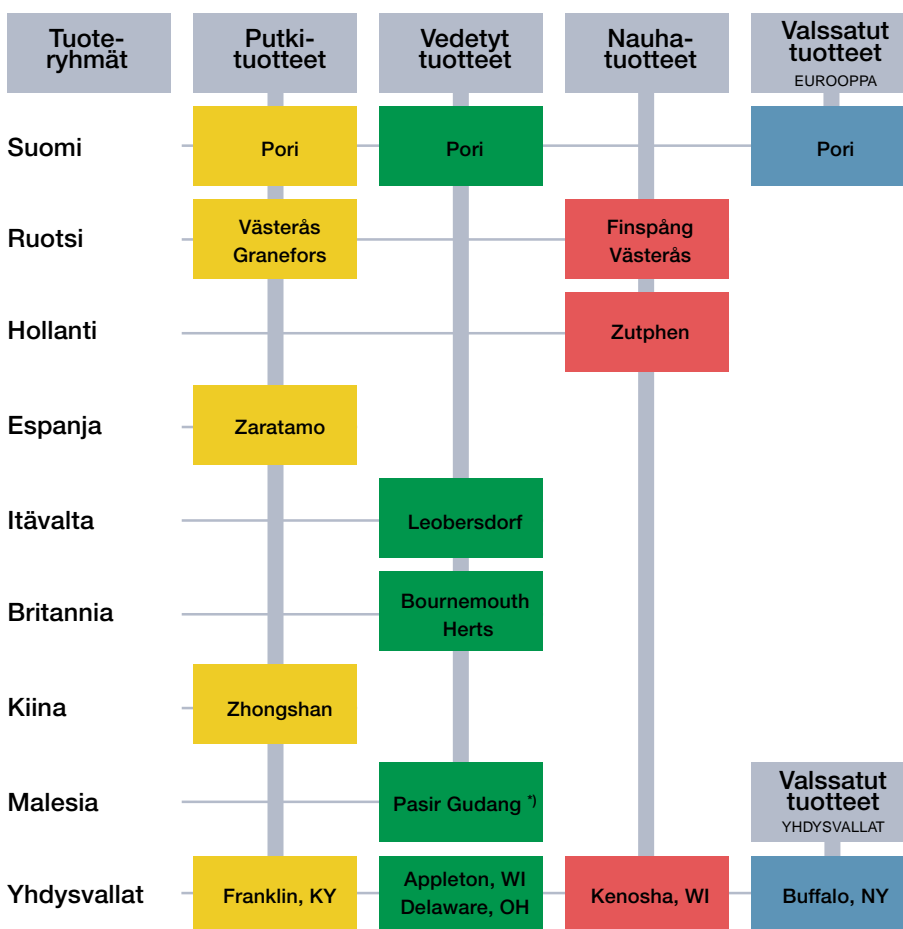 Tuote-
ryhmät
Putki-
tuotteet
Vedetyt
tuotteet
Nauha-
tuotteet
Valssatut
tuotteet
EUROOPPA
Suomi
Pori
Pori
Pori
Ruotsi
Västerås
Granefors
Finspång
Västerås
Hollanti
Zutphen
Espanja
Zaratamo
Itävalta
Leobersdorf
Britannia
Bournemouth
Herts
Kiina
Zhongshan
Malesia
Pasir Gudang *)
Valssatut
tuotteet
YHDYSVALLAT
Yhdysvallat
Franklin, KY
Appleton, WI
Delaware, OH
Kenosha, WI
Buffalo, NY